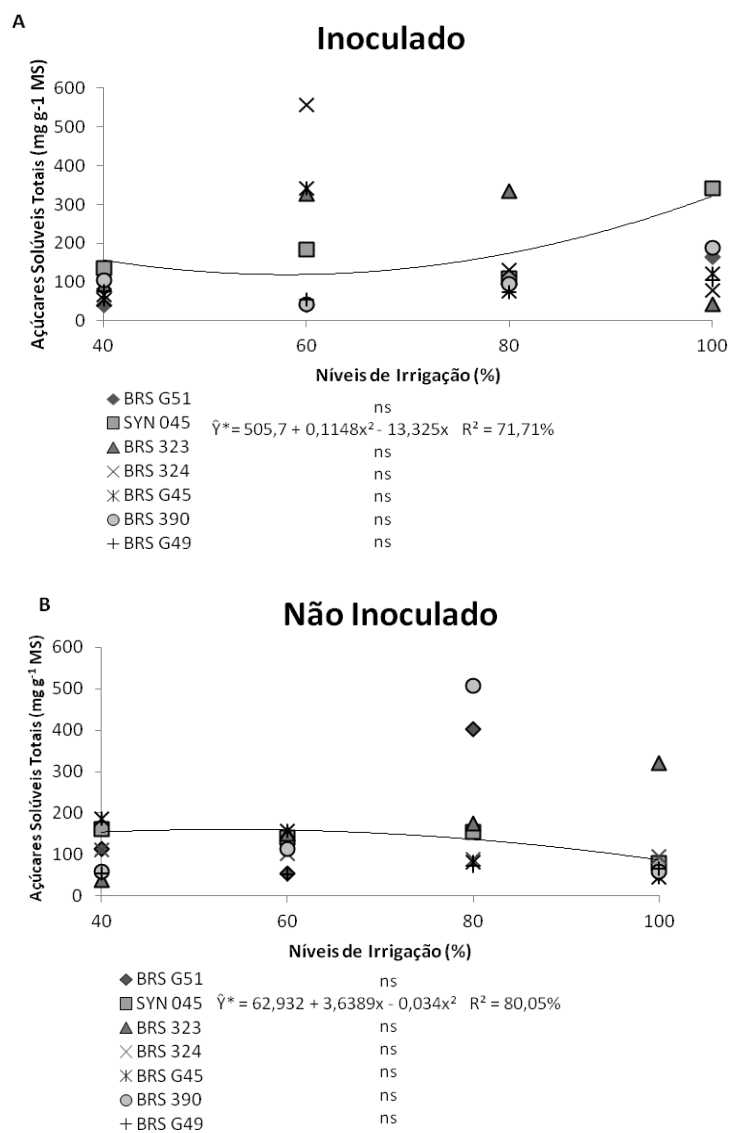 A
Inoculado
Açúcares Solúveis Totais (mg g-1 MS)
600
500
400
300
200
100
0
40 60 80 100
Níveis de Irrigação (%)
BRS G51 ns
SYN 045 Ŷ*= 505,7 + 0,1148x² - 13,325x R² = 71,71%
BRS 323 ns
BRS 324 ns
BRS G45 ns
BRS 390 ns
BRS G49 ns
B
Não Inoculado
Açúcares Solúveis Totais (mg g⁻¹ MS)
600
500
400
300
200
100
0
40 60 80 100
Níveis de Irrigação (%)
BRS G51 ns
SYN 045 Ŷ* = 62,932 + 3,6389x - 0,034x² R² = 80,05%
BRS 323 ns
BRS 324 ns
BRS G45 ns
BRS 390 ns
BRS G49 ns